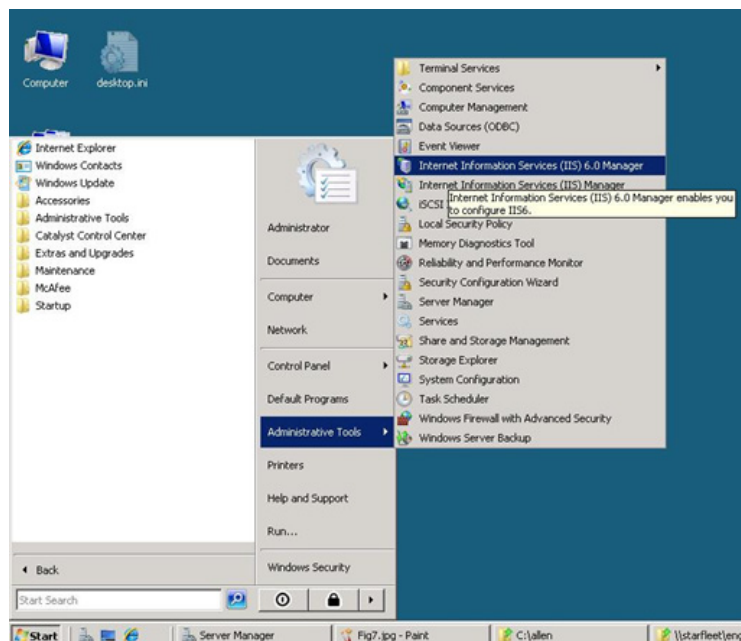 Computer
desktop.ini
Internet Explorer
Windows Contacts
Windows Update
Accessories
Administrative Tools
Catalyst Control Center
Extras and Upgrades
Maintenance
McAfee
Startup
Back
Start Search
Administrator
Documents
Computer
Network
Control Panel
Default Programs
Administrative Tools
Printers
Help and Support
Run...
Windows Security
Terminal Services
Component Services
Computer Management
Data Sources (ODBC)
Event Viewer
Internet Information Services (IIS) 6.0 Manager
Internet Information Services (IIS) Manager
iSCSI
Internet Information Services (IIS) 6.0 Manager enables you
to configure IIS6.
Local Security Policy
Memory Diagnostics Tool
Reliability and Performance Monitor
Security Configuration Wizard
Server Manager
Services
Share and Storage Management
Storage Explorer
System Configuration
Task Scheduler
Windows Firewall with Advanced Security
Windows Server Backup
Start
Server Manager
Fig7.jpg - Paint
C:\allen